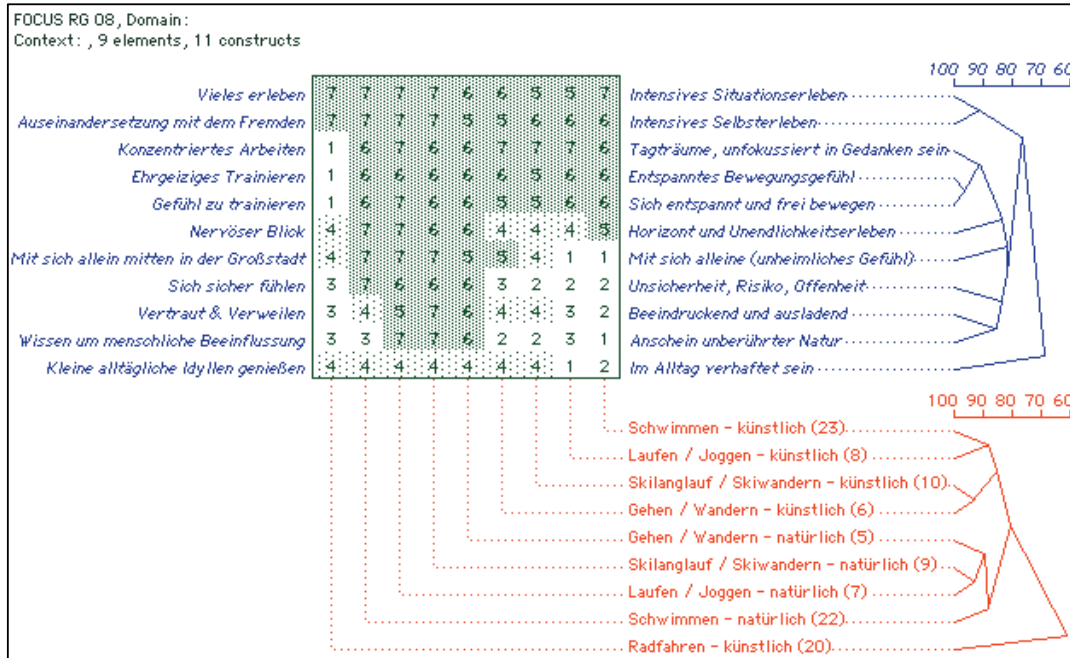 FOCUS RG 08, Domain:
Context: , 9 elements, 11 constructs
100 90 80 70 60
Vieles erleben 7 7 7 7 6 6 5 5 7 Intensives Situationserleben
Auseinandersetzung mit dem Fremden 7 7 7 7 5 5 6 6 6 Intensives Selbsterleben
Konzentriertes Arbeiten 1 6 7 6 6 7 7 7 6 Tagträume, unfokussiert in Gedanken sein
Ehrgeiziges Trainieren 1 6 6 6 6 6 5 6 6 Entspanntes Bewegungsgefühl
Gefühl zu trainieren 1 6 7 6 6 5 5 6 6 Sich entspannt und frei bewegen
Nervöser Blick 4 7 7 6 6 4 4 4 5 Horizont und Unendlichkeitserleben
Mit sich allein mitten in der Großstadt 4 7 7 7 5 5 4 1 1 Mit sich alleine (unheimliches Gefühl)
Sich sicher fühlen 3 7 6 6 6 3 2 2 2 Unsicherheit, Risiko, Offenheit
Vertraut & Verweilen 3 4 5 7 6 4 4 3 2 Beeindruckend und ausladend
Wissen um menschliche Beeinflussung 3 3 7 7 6 2 2 3 1 Anschein unberührter Natur
Kleine alltägliche Idyllen genießen 4 4 4 4 4 4 4 1 2 Im Alltag verhaftet sein
100 90 80 70 60
Schwimmen - künstlich (23)
Laufen / Joggen - künstlich (8)
Skilanglauf / Skiwandern - künstlich (10)
Gehen / Wandern - künstlich (6)
Gehen / Wandern - natürlich (5)
Skilanglauf / Skiwandern - natürlich (9)
Laufen / Joggen - natürlich (7)
Schwimmen - natürlich (22)
Radfahren - künstlich (20)